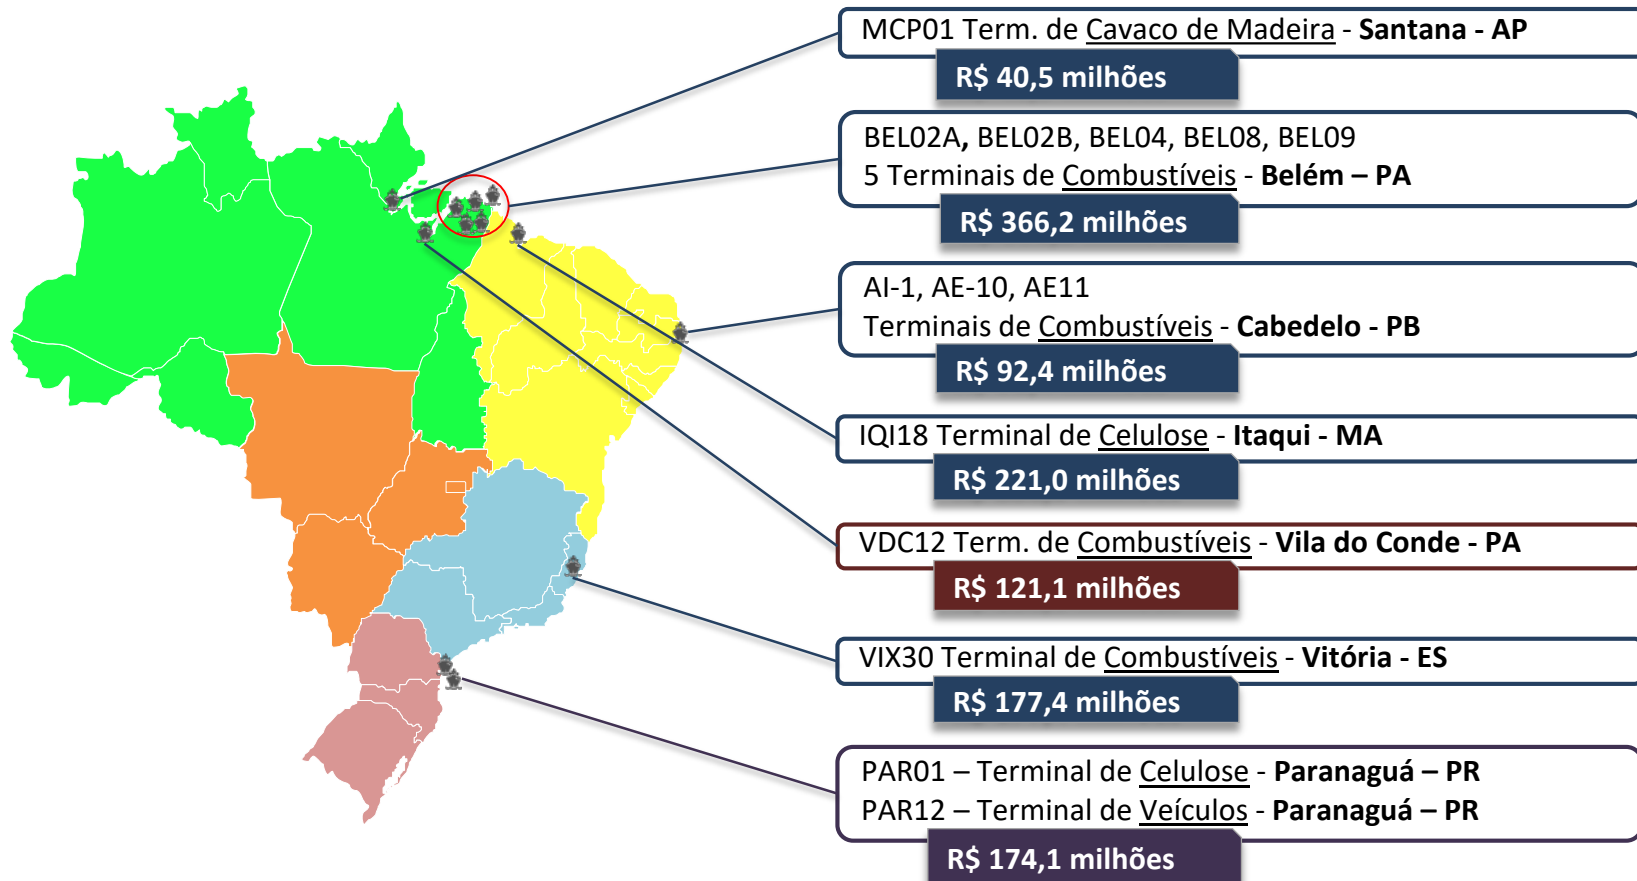 MCP01 Term. de Cavaco de Madeira - Santana - AP
R$ 40,5 milhões
BEL02A, BEL02B, BEL04, BEL08, BEL09
5 Terminais de Combustíveis - Belém – PA
R$ 366,2 milhões
AI-1, AE-10, AE11
Terminais de Combustíveis - Cabedelo - PB
R$ 92,4 milhões
IQI18 Terminal de Celulose - Itaqui - MA
R$ 221,0 milhões
VDC12 Term. de Combustíveis - Vila do Conde - PA
R$ 121,1 milhões
VIX30 Terminal de Combustíveis - Vitória - ES
R$ 177,4 milhões
PAR01 – Terminal de Celulose - Paranaguá – PR
PAR12 – Terminal de Veículos - Paranaguá – PR
R$ 174,1 milhões